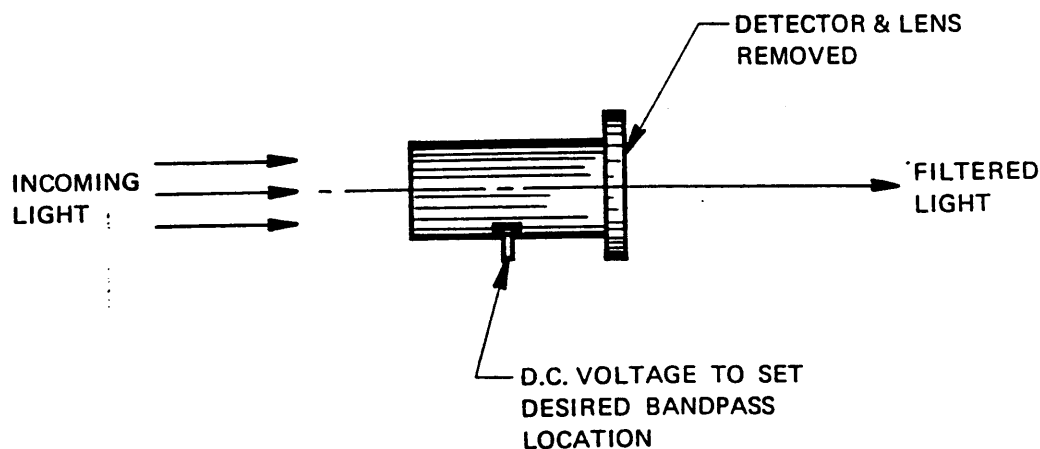 DETECTOR & LENS
REMOVED
INCOMING
LIGHT
FILTERED
LIGHT
D.C. VOLTAGE TO SET
DESIRED BANDPASS
LOCATION